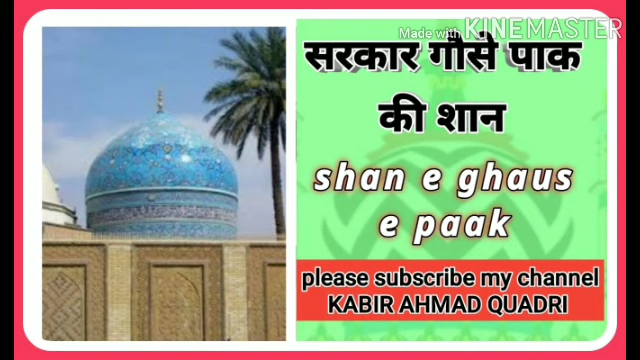 Made with KINEMASTER
सरकार गौसे पाक
की शान
shan e ghaus
e paak
please subscribe my channel
KABIR AHMAD QUADRI